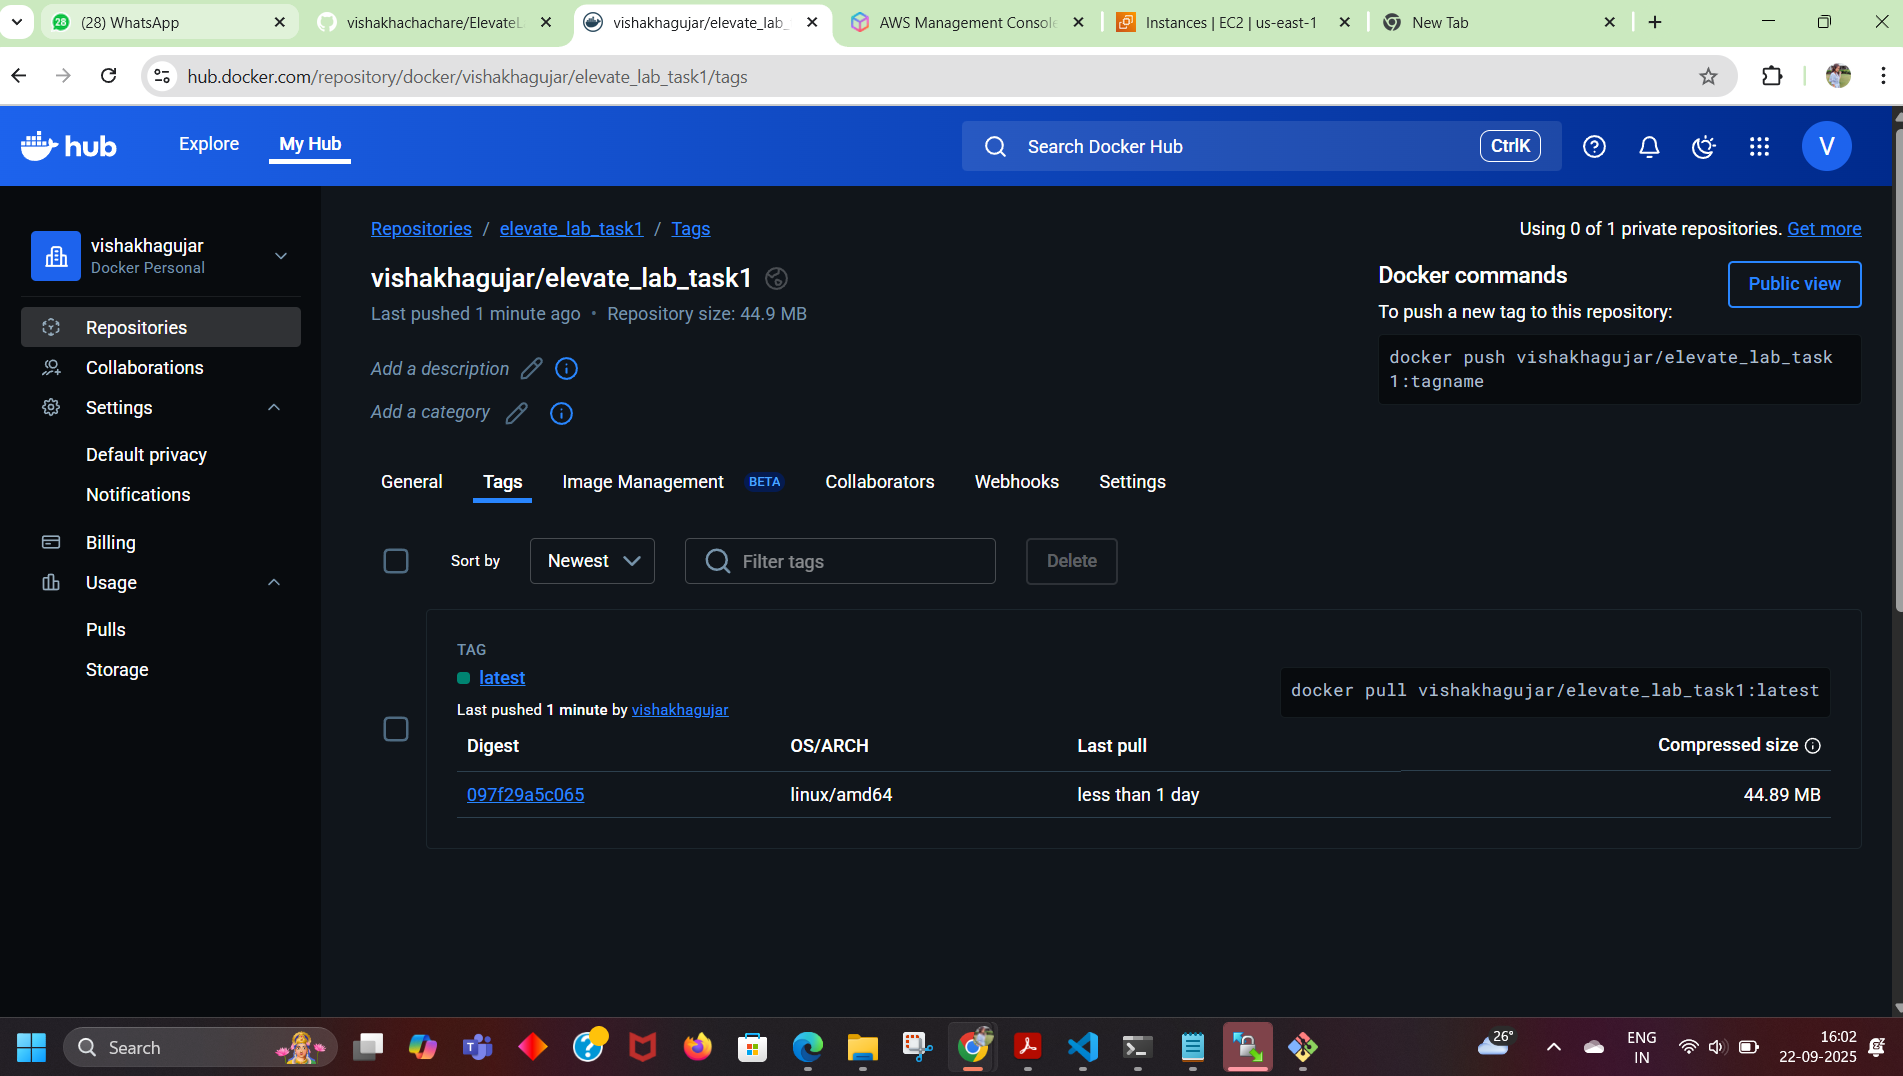 (28) WhatsApp
vishakhachachare/ElevateL
vishakhagujar/elevate_lab_
AWS Management Console
Instances | EC2 | us-east-1
New Tab
hub.docker.com/repository/docker/vishakhagujar/elevate_lab_task1/tags
hub
Explore
My Hub
Search Docker Hub
CtrlK
V
vishakhagujar
Docker Personal
Repositories
Collaborations
Settings
Default privacy
Notifications
Billing
Usage
Pulls
Storage
Repositories / elevate_lab_task1 / Tags
Using 0 of 1 private repositories. Get more
vishakhagujar/elevate_lab_task1
Last pushed 1 minute ago • Repository size: 44.9 MB
Add a description
Add a category
Docker commands
Public view
To push a new tag to this repository:
docker push vishakhagujar/elevate_lab_task
1:tagname
General
Tags
Image Management BETA
Collaborators
Webhooks
Settings
Sort by
Newest
Filter tags
Delete
TAG
latest
Last pushed 1 minute by vishakhagujar
docker pull vishakhagujar/elevate_lab_task1:latest
Digest
OS/ARCH
Last pull
Compressed size
097f29a5c065
linux/amd64
less than 1 day
44.89 MB
Search
26°
ENG
IN
16:02
22-09-2025